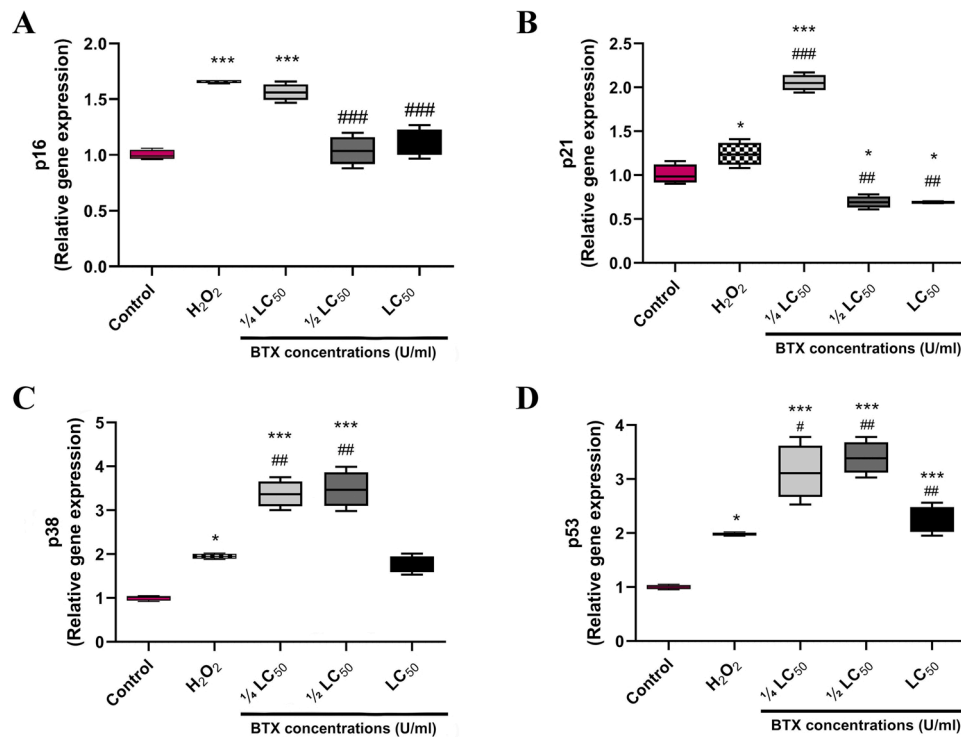 A
p16
(Relative gene expression)
2.0
1.5
1.0
0.5
0.0
***
***
###
###
Control
H₂O₂
¼ LC₅₀
½ LC₅₀
LC₅₀
BTX concentrations (U/ml)
B
p21
(Relative gene expression)
2.5
2.0
1.5
1.0
0.5
0.0
*
***
###
*
##
*
##
Control
H₂O₂
¼ LC₅₀
½ LC₅₀
LC₅₀
BTX concentrations (U/ml)
C
p38
(Relative gene expression)
5
4
3
2
1
0
*
***
##
***
##
Control
H₂O₂
¼ LC₅₀
½ LC₅₀
LC₅₀
BTX concentrations (U/ml)
D
p53
(Relative gene expression)
4
3
2
1
0
*
***
#
***
##
***
##
Control
H₂O₂
¼ LC₅₀
½ LC₅₀
LC₅₀
BTX concentrations (U/ml)